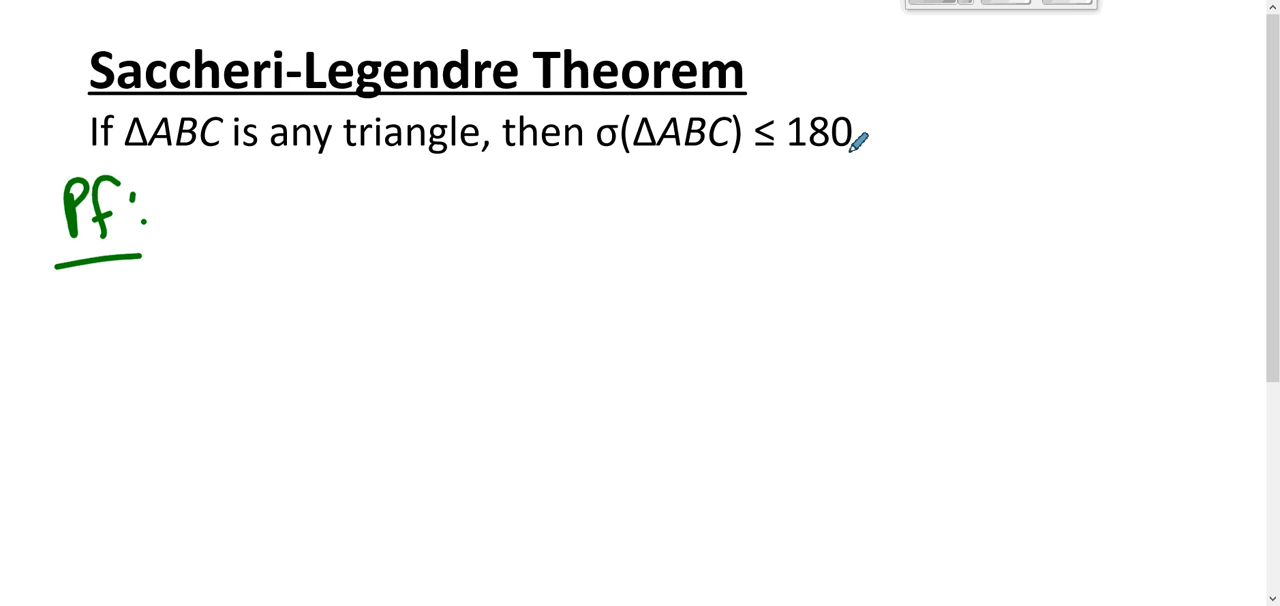 Saccheri-Legendre Theorem
If ΔABC is any triangle, then σ(ΔABC) ≤ 180
Pf: